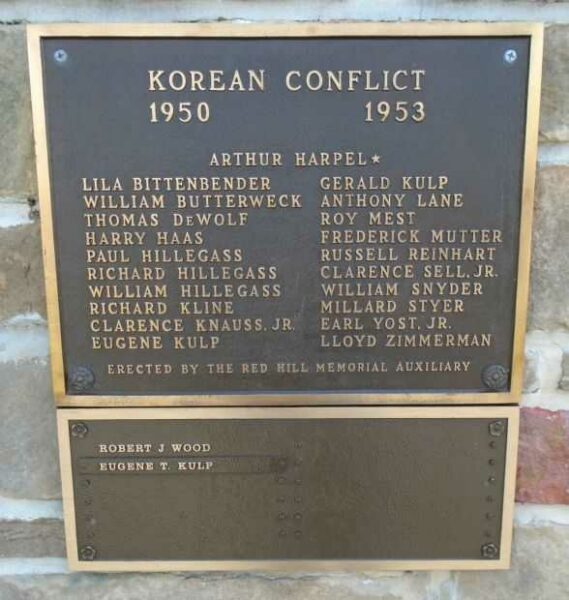 KOREAN CONFLICT
1950 1953
ARTHUR HARPEL★
LILA BITTENBENDER GERALD KULP
WILLIAM BUTTERWECK ANTHONY LANE
THOMAS DEWOLF ROY MEST
HARRY HAAS FREDERICK MUTTER
PAUL HILLEGASS RUSSELL REINHART
RICHARD HILLEGASS CLARENCE SELL, JR.
WILLIAM HILLEGASS WILLIAM SNYDER
RICHARD KLINE MILLARD STYER
CLARENCE KNAUSS, JR. EARL YOST, JR.
EUGENE KULP LLOYD ZIMMERMAN
ERECTED BY THE RED HILL MEMORIAL AUXILIARY
ROBERT J WOOD
EUGENE T. KULP